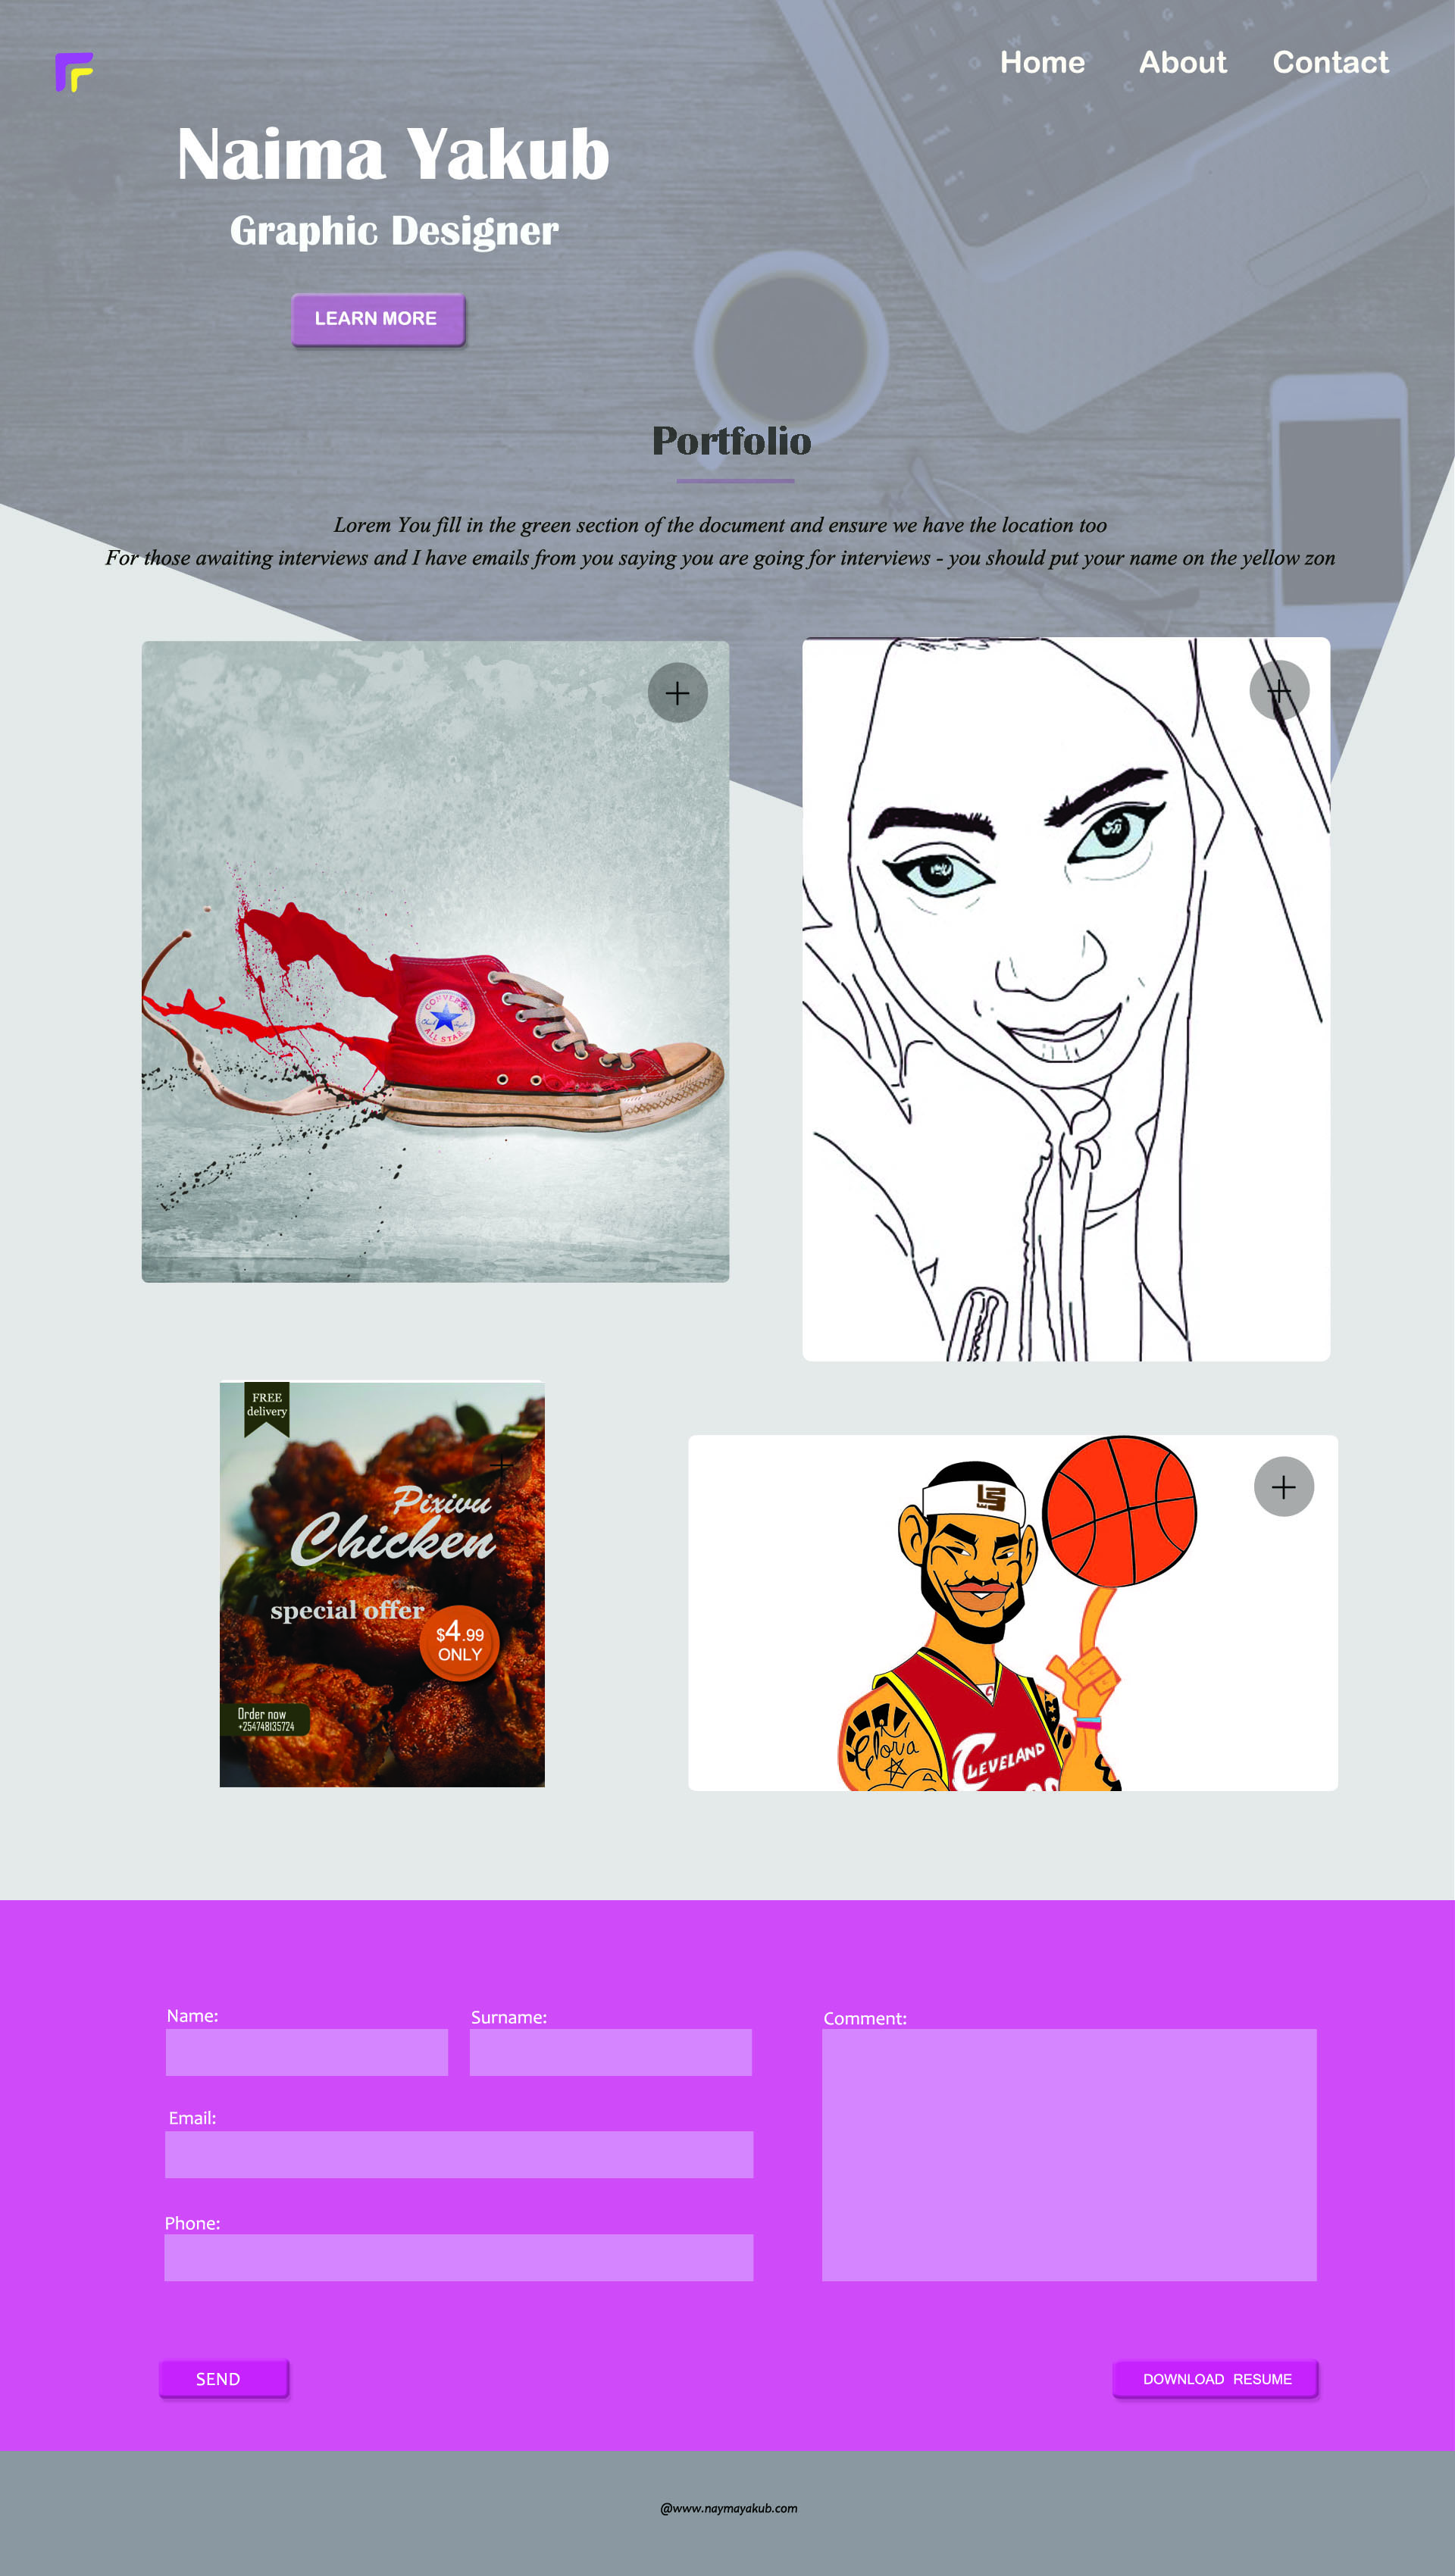 Home About Contact
Naima Yakub
Graphic Designer
LEARN MORE
Portfolio
Lorem You fill in the green section of the document and ensure we have the location too
For those awaiting interviews and I have emails from you saying you are going for interviews - you should put your name on the yellow zon
CONVERSE
ALL STAR
FREE
delivery
Pixivu
Chicken
special offer
$4.99
ONLY
Order now
+254748135724
Glova
CLEVELAND
Name:
Surname:
Comment:
Email:
Phone:
SEND
DOWNLOAD RESUME
@www.naymayakub.com